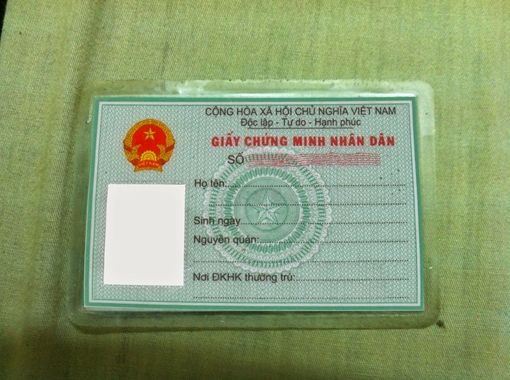 CỘNG HÒA XÃ HỘI CHỦ NGHĨA VIỆT NAM
Độc lập - Tự do - Hạnh phúc
GIẤY CHỨNG MINH NHÂN DÂN
SỐ
Họ tên:
Sinh ngày
Nguyên quán:
Nơi ĐKHK thường trú: